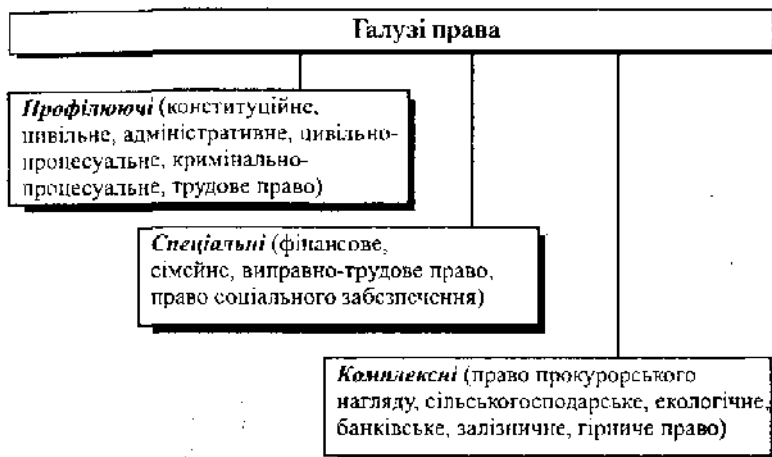 Галузі права
Профілюючі (конституційне,
цивільне, адміністративне, цивільно-
процесуальне, кримінально-
процесуальне, трудове право)
Спеціальні (фінансове,
сімейне, виправно-трудове право,
право соціального забезпечення)
Комплексні (право прокурорського
нагляду, сільськогосподарське, екологічне,
банківське, залізничне, гірниче право)